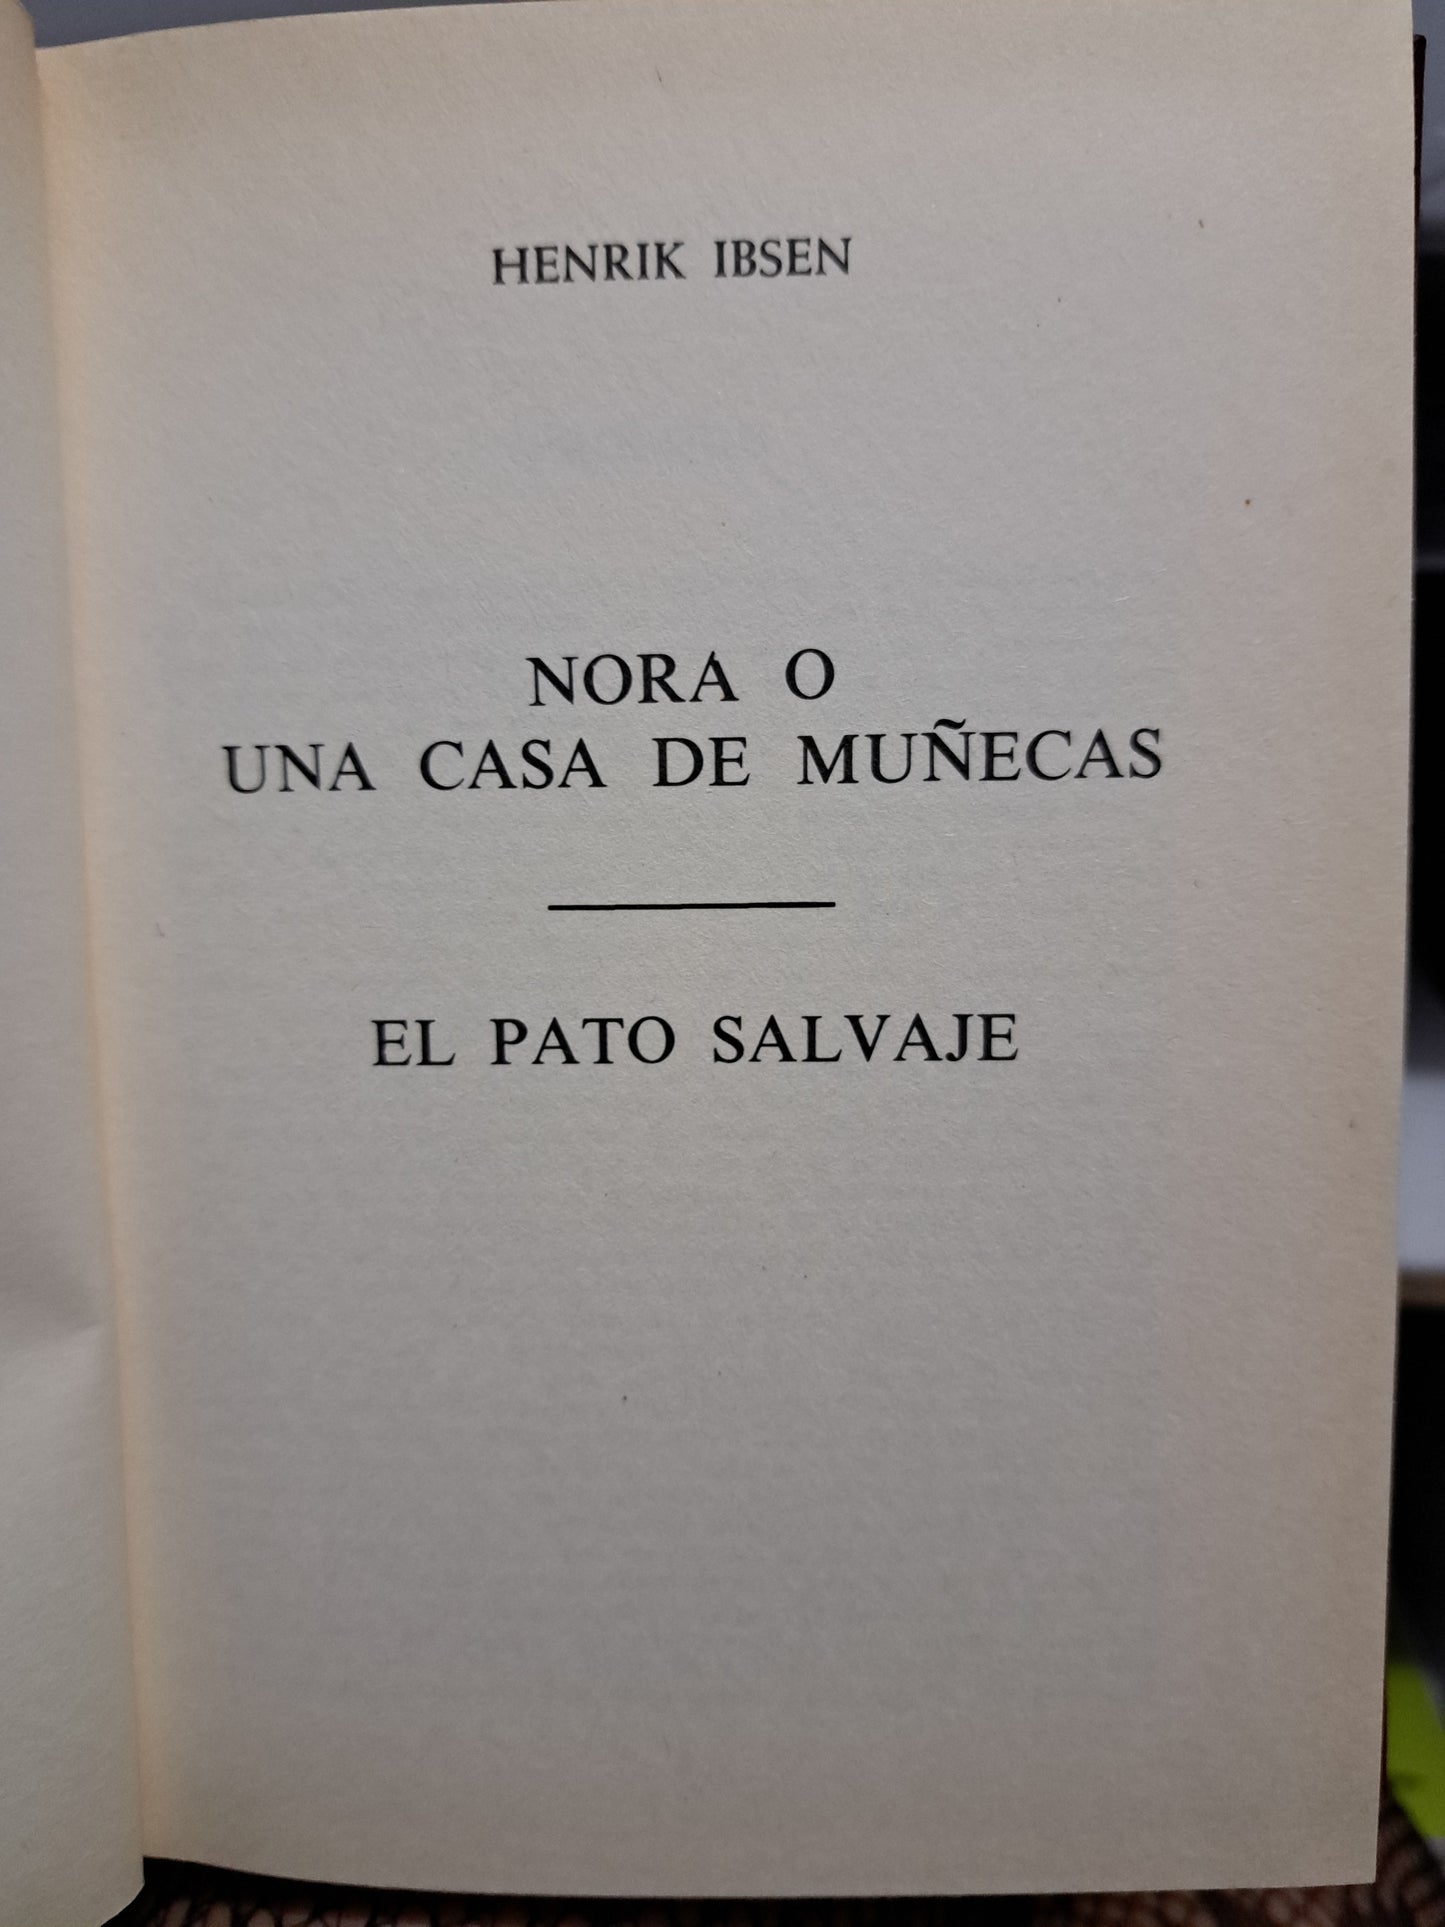 HENRIK IBSEN
NORA O
UNA CASA DE MUÑECAS
EL PATO SALVAJE